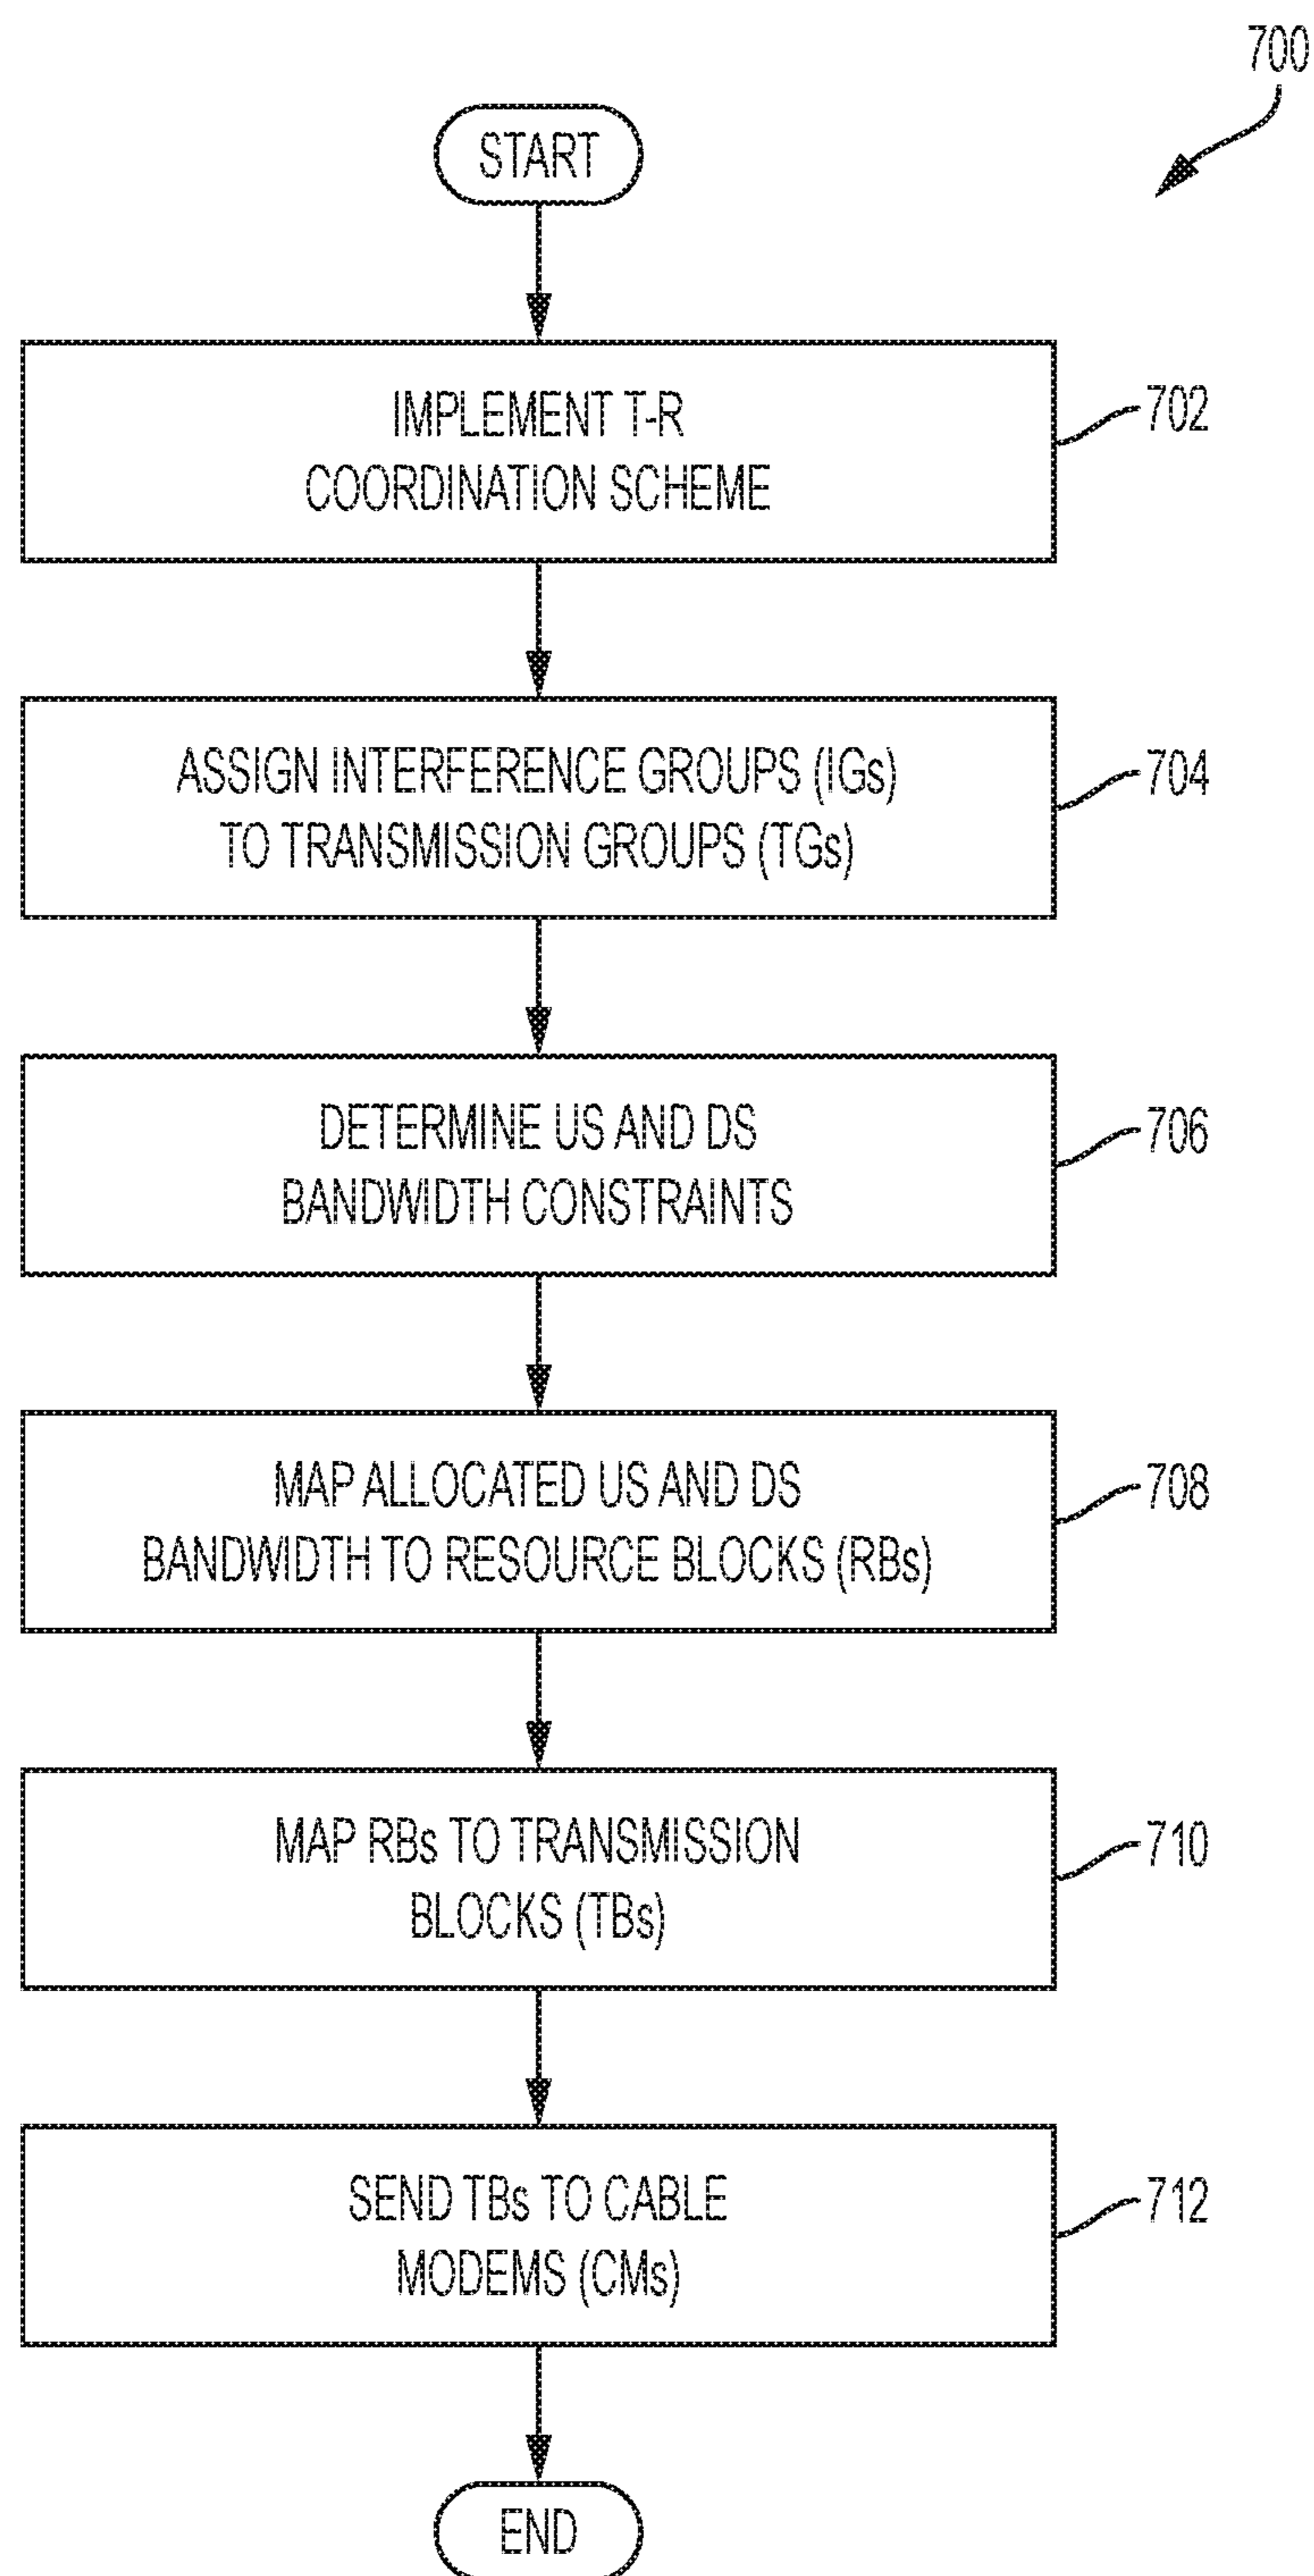 700
START
IMPLEMENT T-R
COORDINATION SCHEME
702
ASSIGN INTERFERENCE GROUPS (IGs)
TO TRANSMISSION GROUPS (TGs)
704
DETERMINE US AND DS
BANDWIDTH CONSTRAINTS
706
MAP ALLOCATED US AND DS
BANDWIDTH TO RESOURCE BLOCKS (RBs)
708
MAP RBs TO TRANSMISSION
BLOCKS (TBs)
710
SEND TBs TO CABLE
MODEMS (CMs)
712
END